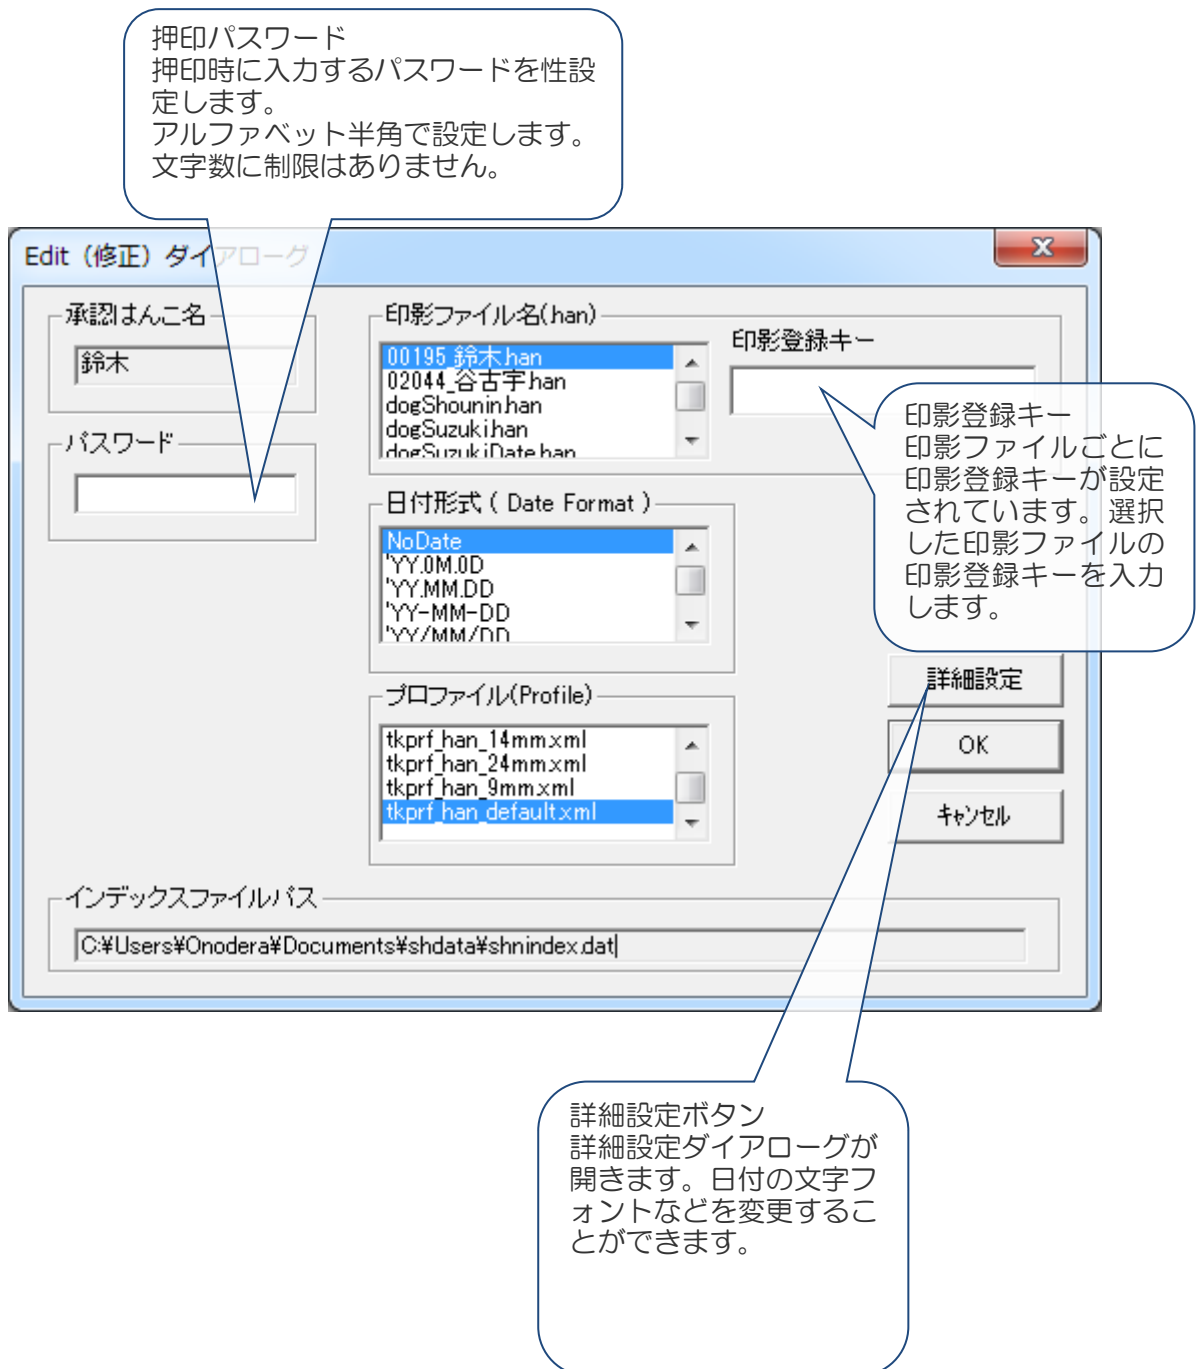 押印パスワード
押印時に入力するパスワードを性設
定します。
アルファベット半角で設定します。
文字数に制限はありません。
Edit（修正）ダイアローグ
承認はんこ名
鈴木
パスワード
印影ファイル名(.han)
00195_鈴木.han
02044_谷古宇.han
dogShounin.han
dogSuzuki.han
dogSuzukiDate.han
印影登録キー
印影登録キー
印影ファイルごとに
印影登録キーが設定
されています。選択
した印影ファイルの
印影登録キーを入力
します。
日付形式 ( Date Format )
NoDate
'YY.0M.0D
'YY.MM.DD
'YY-MM-DD
'YY/MM/DD
プロファイル(Profile)
tkprf_han_14mm.xml
tkprf_han_24mm.xml
tkprf_han_9mm.xml
tkprf_han_default.xml
詳細設定
OK
キャンセル
インデックスファイルパス
C:¥Users¥Onodera¥Documents¥shdata¥shnindex.dat
詳細設定ボタン
詳細設定ダイアローグが
開きます。日付の文字フ
ォントなどを変更するこ
とができます。